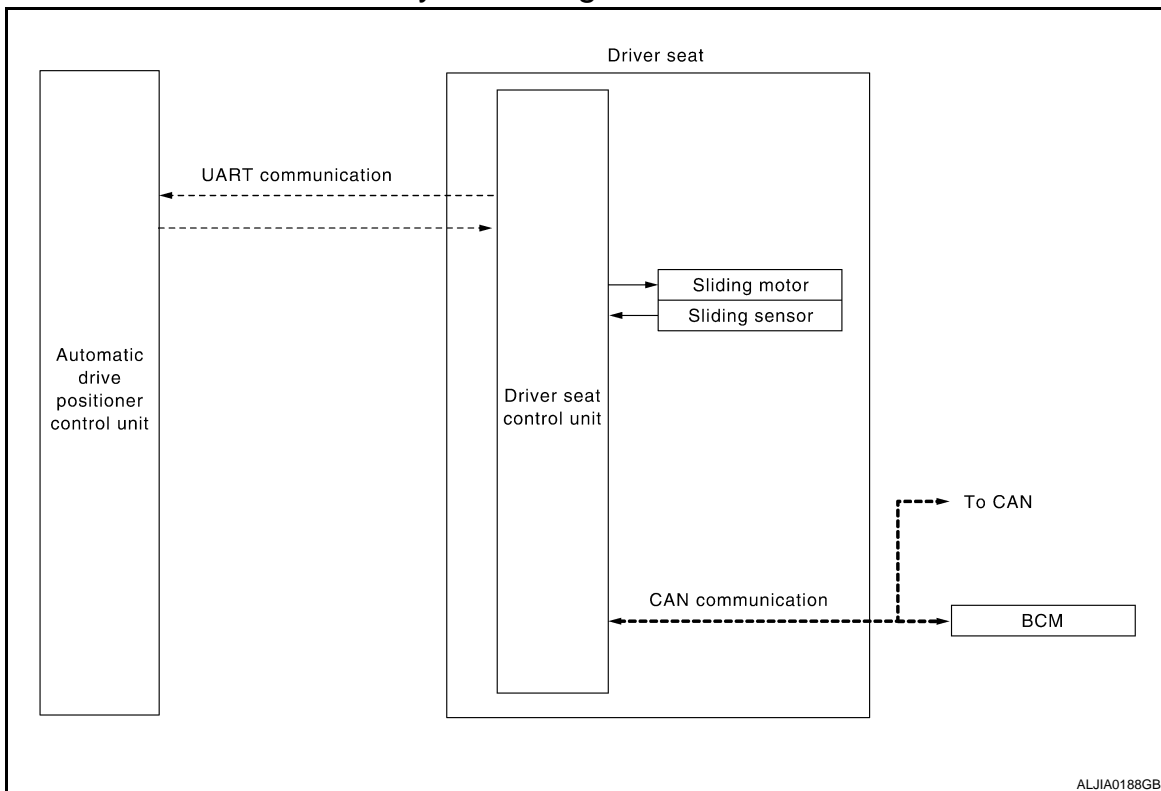 Driver seat
UART communication
Sliding motor
Sliding sensor
Automatic
drive
positioner
control unit
Driver seat
control unit
To CAN
CAN communication
BCM
ALJIA0188GB